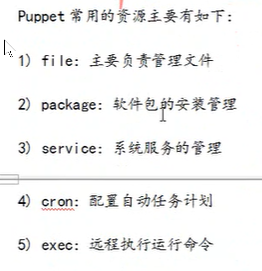 Puppet 常用的资源主要有如下:
1) file: 主要负责管理文件
2) package: 软件包的安装管理
3) service: 系统服务的管理
4) cron: 配置自动任务计划
5) exec: 远程执行运行命令